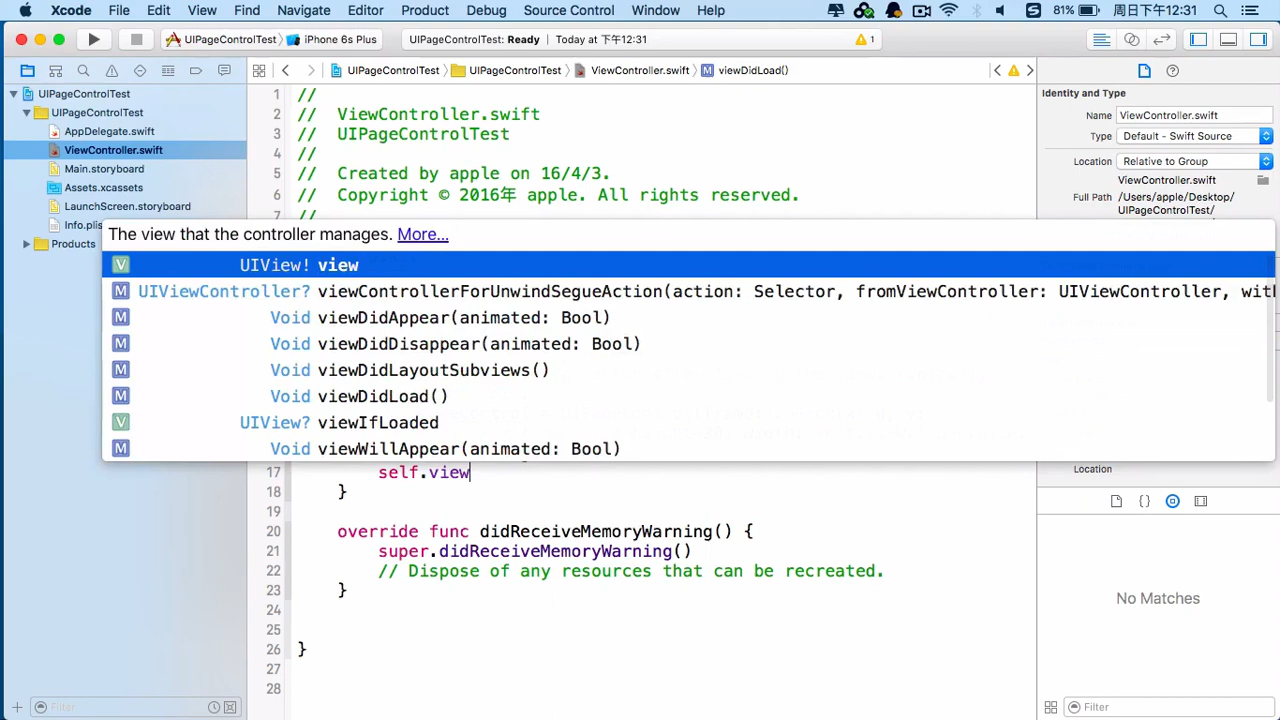 Xcode File Edit View Find Navigate Editor Product Debug Source Control Window 81% 周日下午12:31
UIPageControlTest iPhone 6s Plus UIPageControlTest: Ready Today at 下午12:31 1
UIPageControlTest UIPageControlTest ViewController.swift M viewDidLoad()
UIPageControlTest
UIPageControlTest
AppDelegate.swift
ViewController.swift
Main.storyboard
Assets.xcassets
LaunchScreen.storyboard
Info.plis
Products
1 //
2 // ViewController.swift
3 // UIPageControlTest
4 //
5 // Created by apple on 16/4/3.
6 // Copyright © 2016年 apple. All rights reserved.
7 //
The view that the controller manages. More...
V UIView! view
M UIViewController? viewControllerForUnwindSegueAction(action: Selector, fromViewController: UIViewController, with
M Void viewDidAppear(animated: Bool)
M Void viewDidDisappear(animated: Bool)
M Void viewDidLayoutSubviews()
M Void viewDidLoad()
V UIView? viewIfLoaded
M Void viewWillAppear(animated: Bool)
17 self.view
18 }
19
20 override func didReceiveMemoryWarning() {
21 super.didReceiveMemoryWarning()
22 // Dispose of any resources that can be recreated.
23 }
24
25
26 }
27
28
Filter
Identity and Type
Name ViewController.swift
Type Default - Swift Source
Location Relative to Group
ViewController.swift
Full Path /Users/apple/Desktop/
UIPageControlTest/
Location
No Matches
Filter